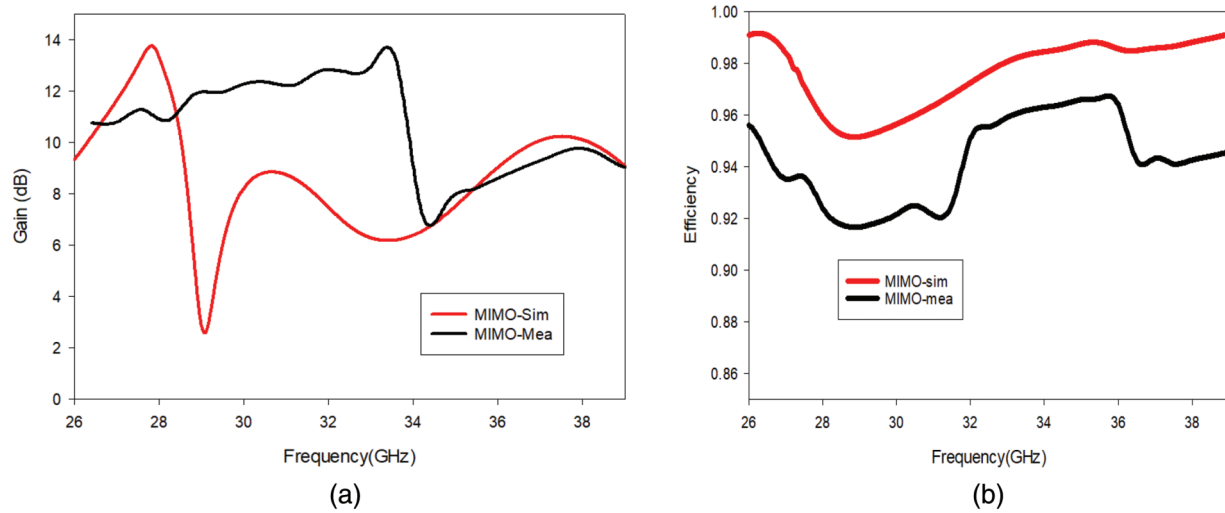 14
12
10
8
6
4
2
0
Gain (dB)
26 28 30 32 34 36 38
Frequency(GHz)
MIMO-Sim
MIMO-Mea
(a)
1.00
0.98
0.96
0.94
0.92
0.90
0.88
0.86
Efficiency
26 28 30 32 34 36 38
Frequency(GHz)
MIMO-sim
MIMO-mea
(b)